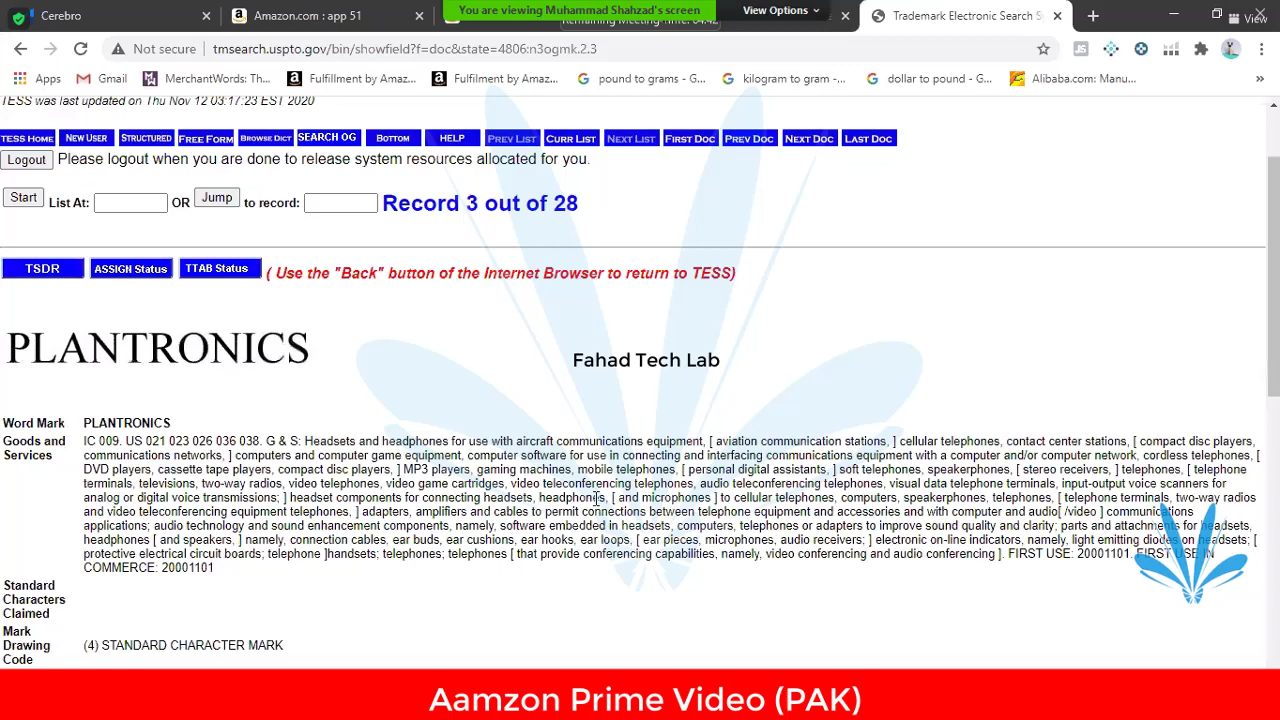 Cerebro
Amazon.com : app 51
You are viewing Muhammad Shahzad's screen
View Options
Trademark Electronic Search Sy
View
Not secure tmsearch.uspto.gov/bin/showfield?f=doc&state=4806:n3ogmk.2.3
Apps Gmail MerchantWords: Th... Fulfillment by Amaz... Fulfilment by Amaz... pound to grams - G... kilogram to gram -... dollar to pound - G... Alibaba.com: Manu... »
TESS was last updated on Thu Nov 12 03:17:23 EST 2020
TESS HOME NEW USER STRUCTURED FREE FORM BROWSE DICT SEARCH OG BOTTOM HELP PREV LIST CURR LIST NEXT LIST FIRST DOC PREV DOC NEXT DOC LAST DOC
Logout Please logout when you are done to release system resources allocated for you.
Start List At: OR Jump to record: Record 3 out of 28
TSDR ASSIGN Status TTAB Status ( Use the "Back" button of the Internet Browser to return to TESS)
PLANTRONICS
Fahad Tech Lab
Word Mark PLANTRONICS
Goods and Services
IC 009. US 021 023 026 036 038. G & S: Headsets and headphones for use with aircraft communications equipment, [ aviation communication stations, ] cellular telephones, contact center stations, [ compact disc players,
communications networks, ] computers and computer game equipment, computer software for use in connecting and interfacing communications equipment with a computer and/or computer network, cordless telephones, [
DVD players, cassette tape players, compact disc players, ] MP3 players, gaming machines, mobile telephones, [ personal digital assistants, ] soft telephones, speakerphones, [ stereo receivers, ] telephones, [ telephone
terminals, televisions, two-way radios, video telephones, video game cartridges, video teleconferencing telephones, audio teleconferencing telephones, visual data telephone terminals, input-output voice scanners for
analog or digital voice transmissions; ] headset components for connecting headsets, headphones, [ and microphones ] to cellular telephones, computers, speakerphones, telephones, [ telephone terminals, two-way radios
and video teleconferencing equipment telephones, ] adapters, amplifiers and cables to permit connections between telephone equipment and accessories and with computer and audio[ /video ] communications
applications; audio technology and sound enhancement components, namely, software embedded in headsets, computers, telephones or adapters to improve sound quality and clarity; parts and attachments for headsets,
headphones [ and speakers, ] namely, connection cables, ear buds, ear cushions, ear hooks, ear loops, [ ear pieces, microphones, audio receivers; ] electronic on-line indicators, namely, light emitting diodes on headsets; [
protective electrical circuit boards; telephone ]handsets; telephones; telephones [ that provide conferencing capabilities, namely, video conferencing and audio conferencing ]. FIRST USE: 20001101. FIRST USE IN
COMMERCE: 20001101
Standard
Characters
Claimed
Mark
Drawing
Code
(4) STANDARD CHARACTER MARK
Aamzon Prime Video (PAK)